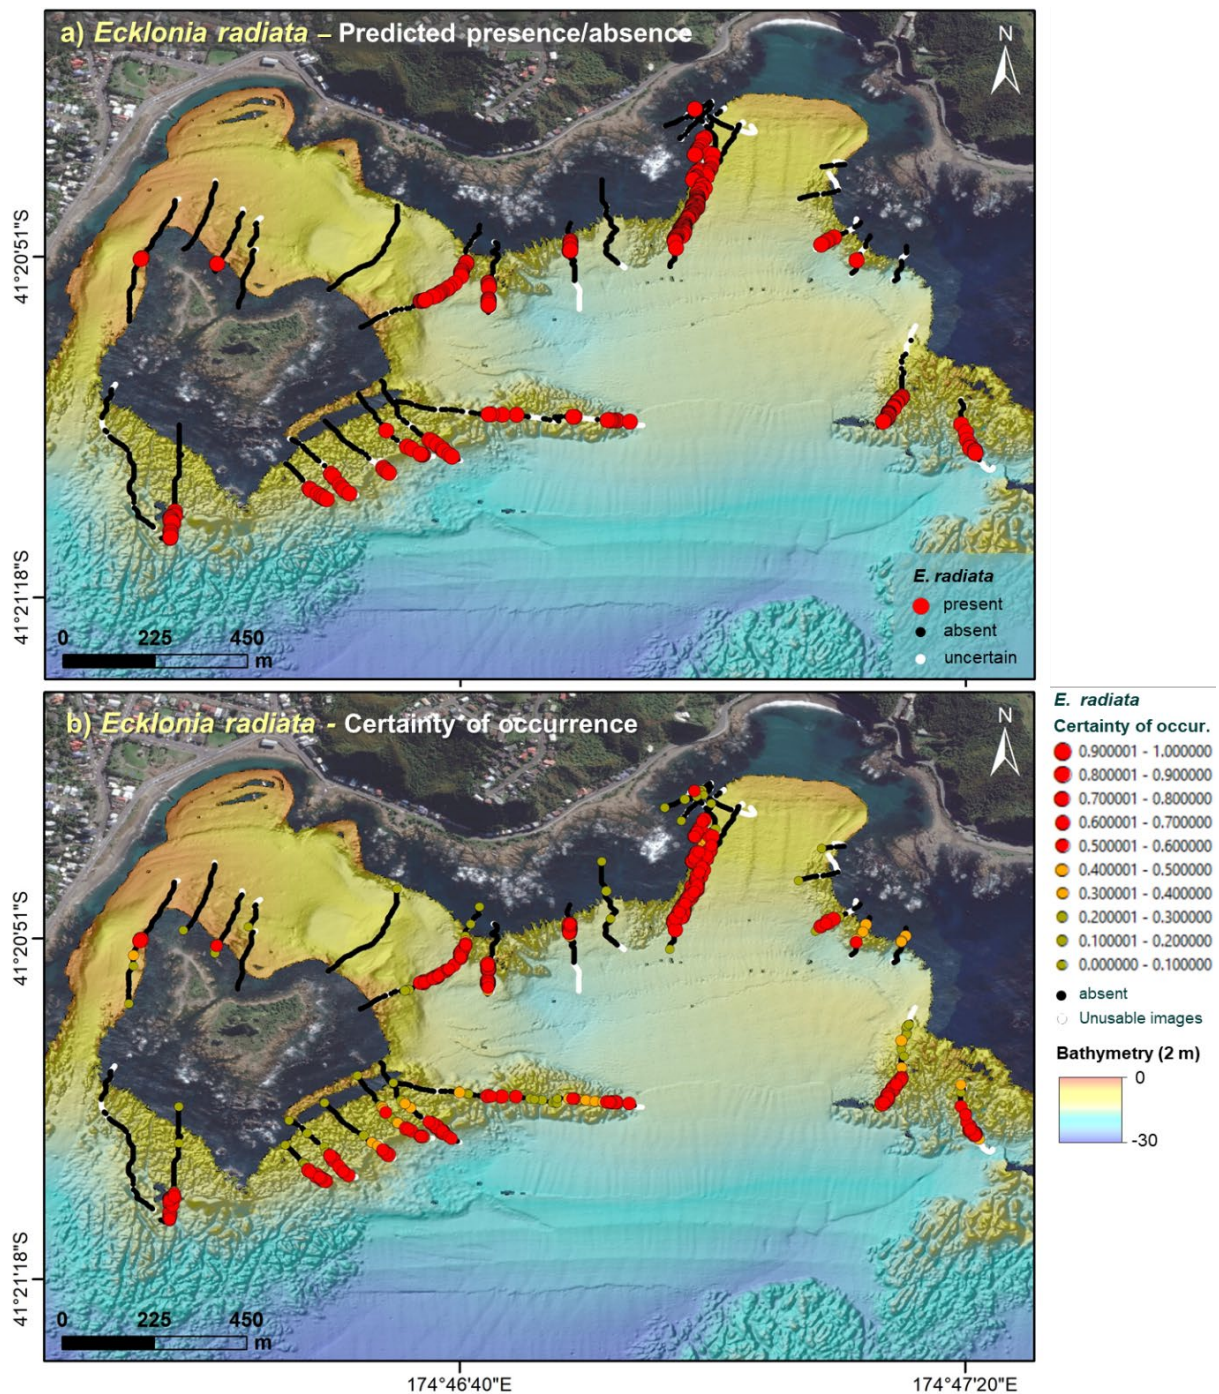 a) Ecklonia radiata – Predicted presence/absence
N
41°20'51"S
41°21'18"S
E. radiata
present
absent
uncertain
0 225 450
m
b) Ecklonia radiata - Certainty of occurrence
N
41°20'51"S
41°21'18"S
0 225 450
m
174°46'40"E
174°47'20"E
E. radiata
Certainty of occur.
0.900001 - 1.000000
0.800001 - 0.900000
0.700001 - 0.800000
0.600001 - 0.700000
0.500001 - 0.600000
0.400001 - 0.500000
0.300001 - 0.400000
0.200001 - 0.300000
0.100001 - 0.200000
0.000000 - 0.100000
absent
Unusable images
Bathymetry (2 m)
0
-30